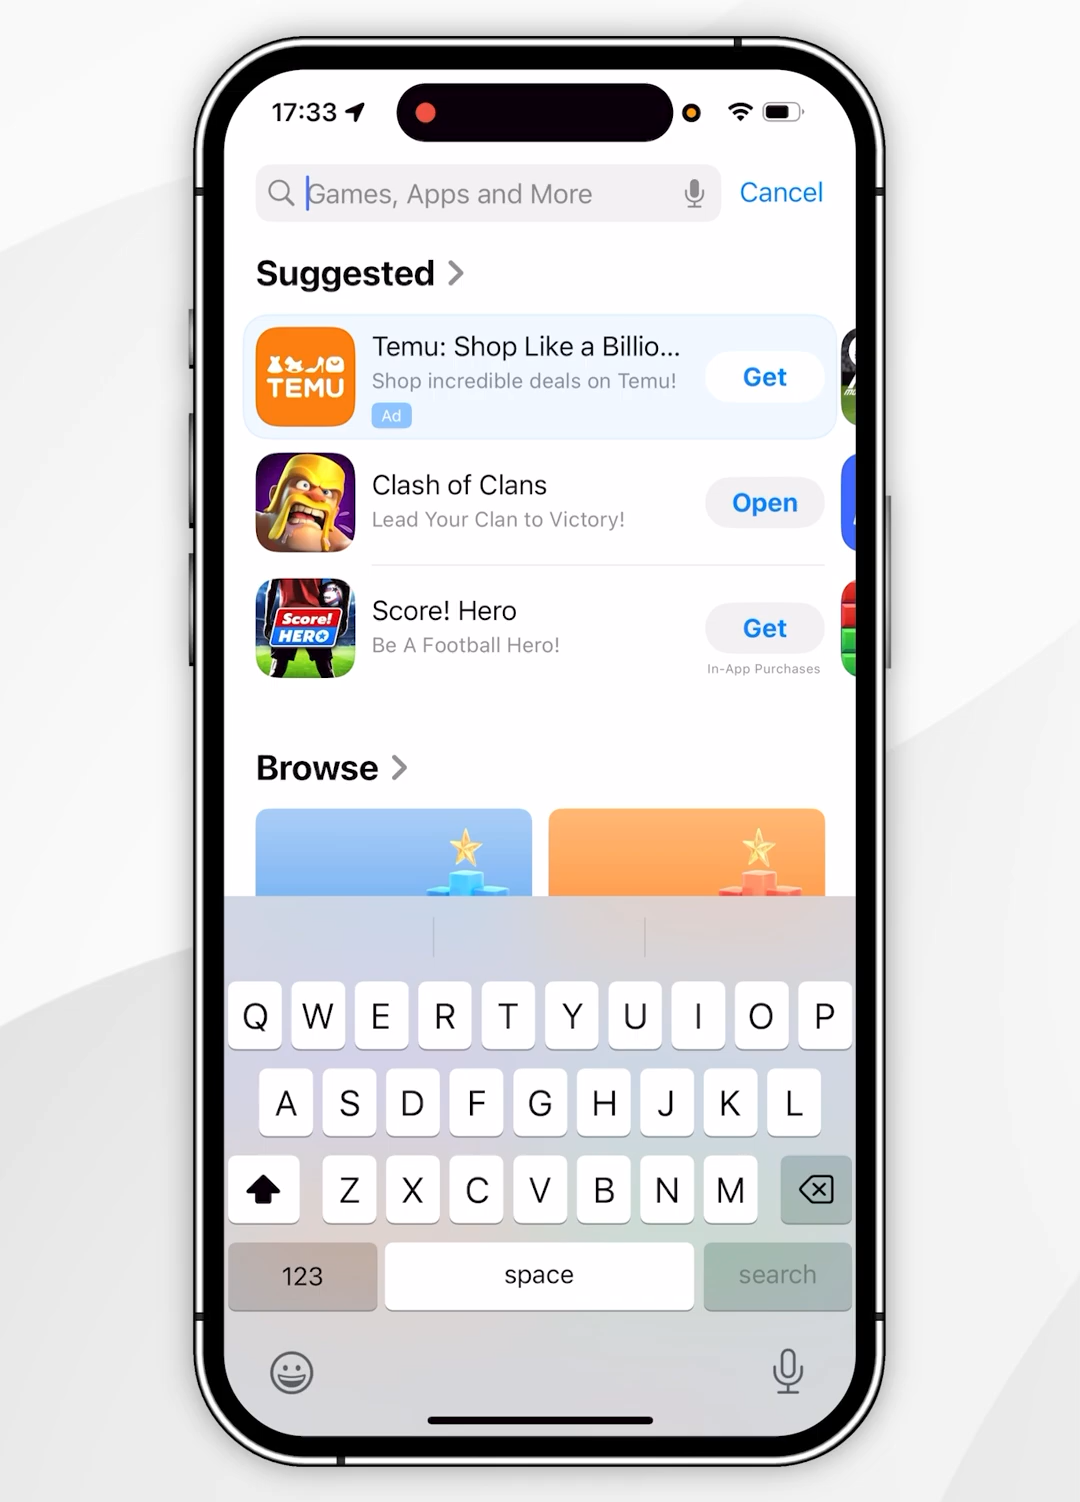 17:33
Games, Apps and More
Cancel
Suggested
TEMU
Temu: Shop Like a Billio...
Shop incredible deals on Temu!
Ad
Get
Clash of Clans
Lead Your Clan to Victory!
Open
Score!
HERO
Score! Hero
Be A Football Hero!
Get
In-App Purchases
Browse
Q W E R T Y U I O P
A S D F G H J K L
Z X C V B N M
123 space search